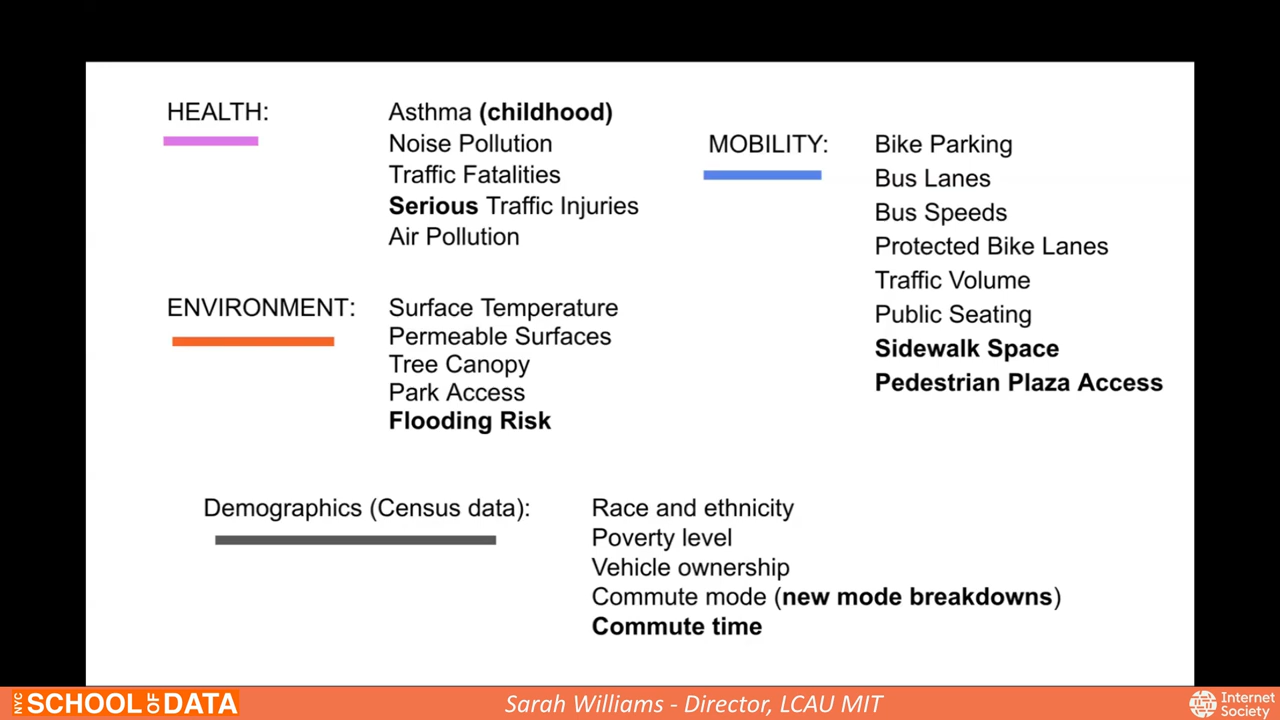 HEALTH:
Asthma (childhood)
Noise Pollution
Traffic Fatalities
Serious Traffic Injuries
Air Pollution
ENVIRONMENT:
Surface Temperature
Permeable Surfaces
Tree Canopy
Park Access
Flooding Risk
MOBILITY:
Bike Parking
Bus Lanes
Bus Speeds
Protected Bike Lanes
Traffic Volume
Public Seating
Sidewalk Space
Pedestrian Plaza Access
Demographics (Census data):
Race and ethnicity
Poverty level
Vehicle ownership
Commute mode (new mode breakdowns)
Commute time
NYC SCHOOL OF DATA
Sarah Williams - Director, LCAU MIT
Internet
Society